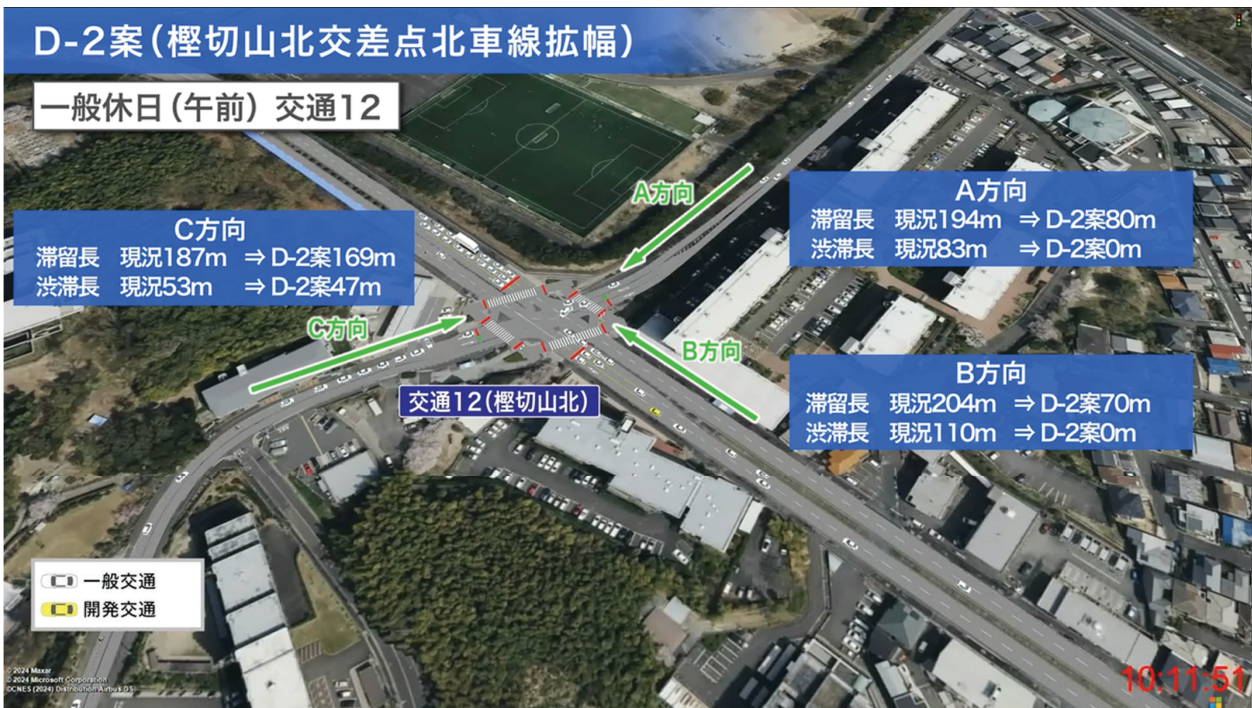 D-2案(樫切山北交差点北車線拡幅)
一般休日(午前) 交通12
A方向
A方向
滞留長 現況194m ⇒D-2案80m
渋滞長 現況83m ⇒D-2案0m
C方向
滞留長 現況187m ⇒D-2案169m
渋滞長 現況53m ⇒D-2案47m
C方向
B方向
B方向
滞留長 現況204m ⇒D-2案70m
渋滞長 現況110m ⇒D-2案0m
交通12(樫切山北)
一般交通
開発交通
© 2024 Maxar
© 2024 Microsoft Corporation
©CNES (2024) Distribution Airbus DS
10:11:51